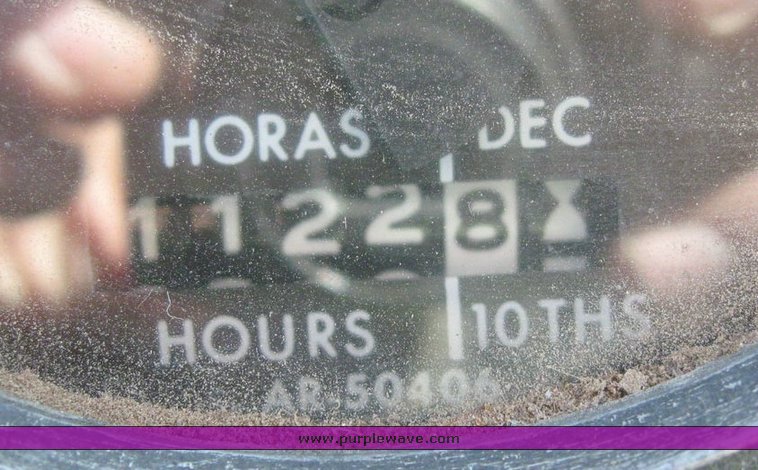 HORAS DEC
11228
HOURS 10THS
AR-50406
www.purplewave.com